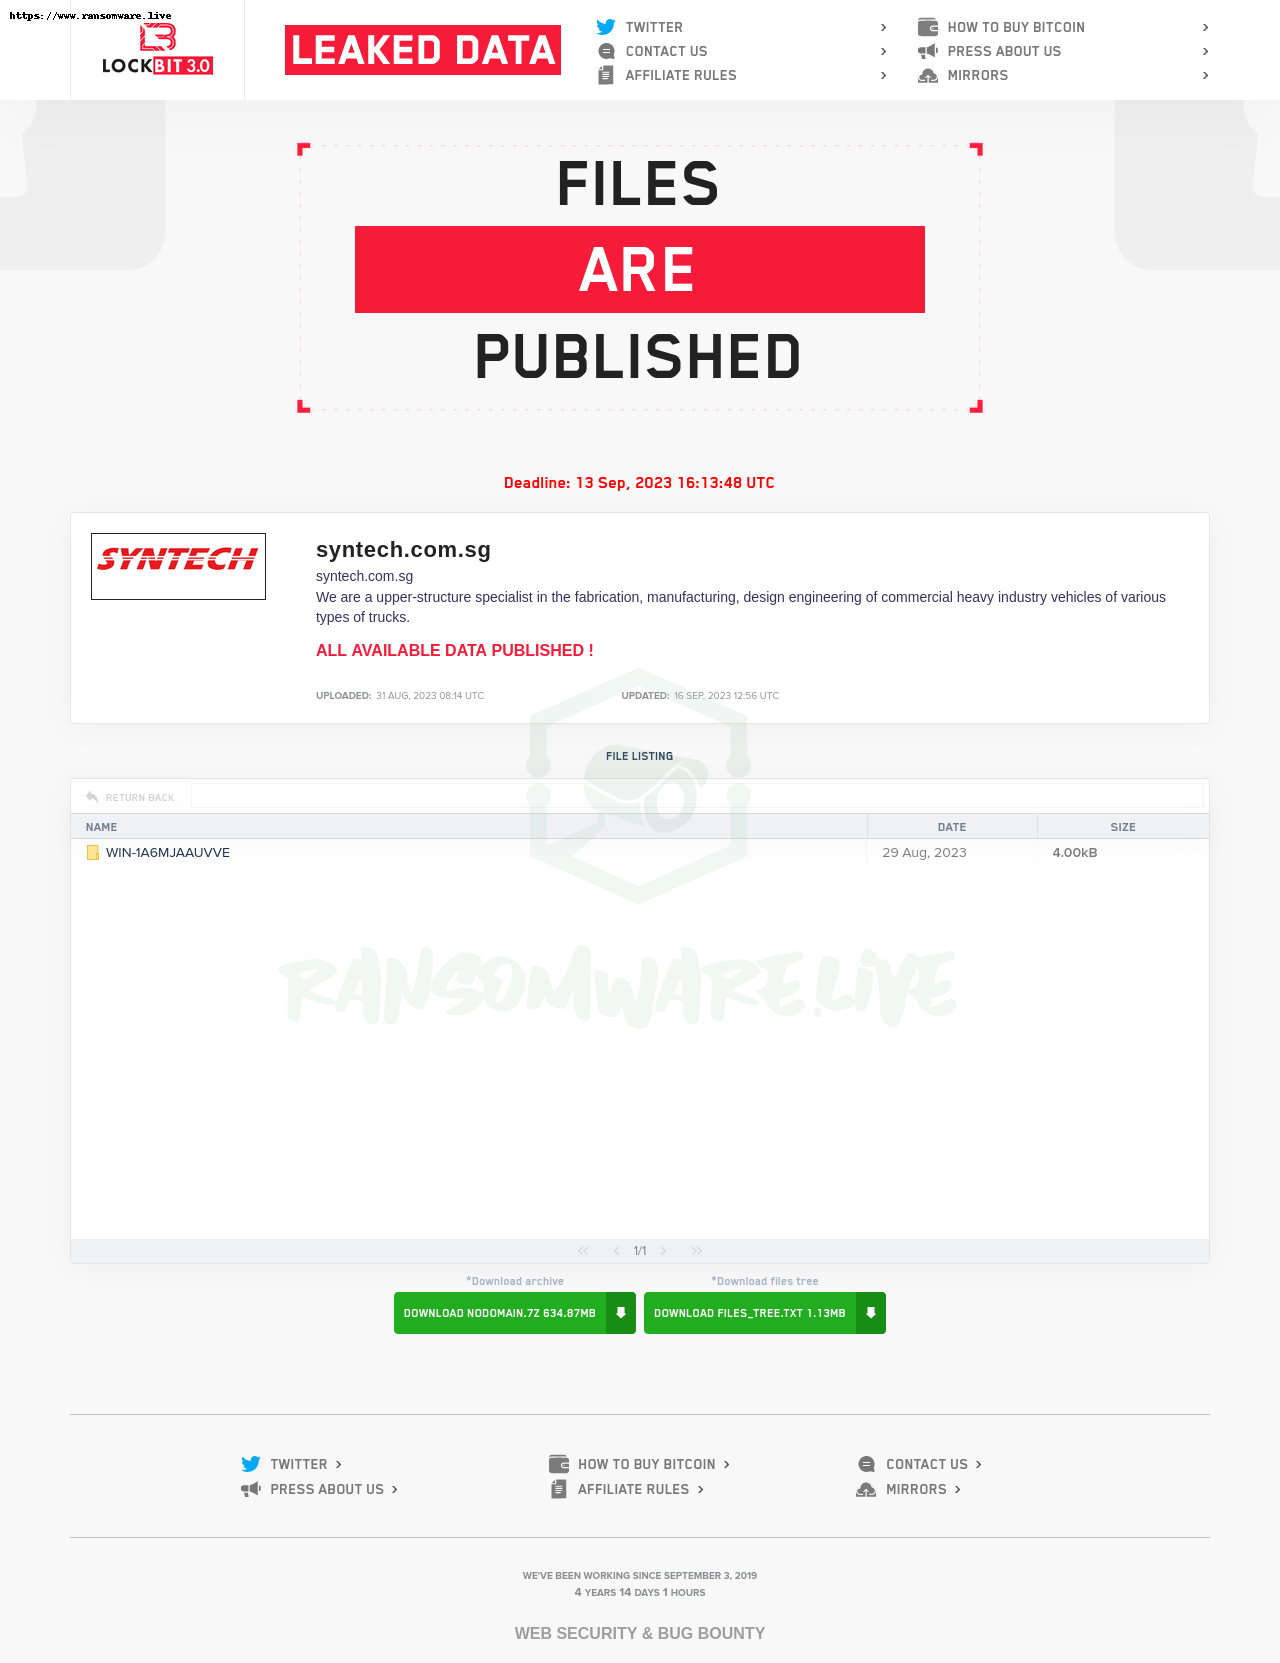 https://www.ransomware.live
LOCKBIT 3.0
LEAKED DATA
TWITTER
CONTACT US
AFFILIATE RULES
HOW TO BUY BITCOIN
PRESS ABOUT US
MIRRORS
FILES
ARE
PUBLISHED
Deadline: 13 Sep, 2023 16:13:48 UTC
SYNTECH
syntech.com.sg
syntech.com.sg
We are a upper-structure specialist in the fabrication, manufacturing, design engineering of commercial heavy industry vehicles of various
types of trucks.
ALL AVAILABLE DATA PUBLISHED !
UPLOADED: 31 AUG, 2023 08:14 UTC
UPDATED: 16 SEP, 2023 12:56 UTC
FILE LISTING
RETURN BACK
NAME DATE SIZE
WIN-1A6MJAAUVVE 29 Aug, 2023 4.00kB
RANSOMWARE.LIVE
1/1
*Download archive
DOWNLOAD NODOMAIN.7Z 634.87MB
*Download files tree
DOWNLOAD FILES_TREE.TXT 1.13MB
TWITTER
PRESS ABOUT US
HOW TO BUY BITCOIN
AFFILIATE RULES
CONTACT US
MIRRORS
WE'VE BEEN WORKING SINCE SEPTEMBER 3, 2019
4 YEARS 14 DAYS 1 HOURS
WEB SECURITY & BUG BOUNTY